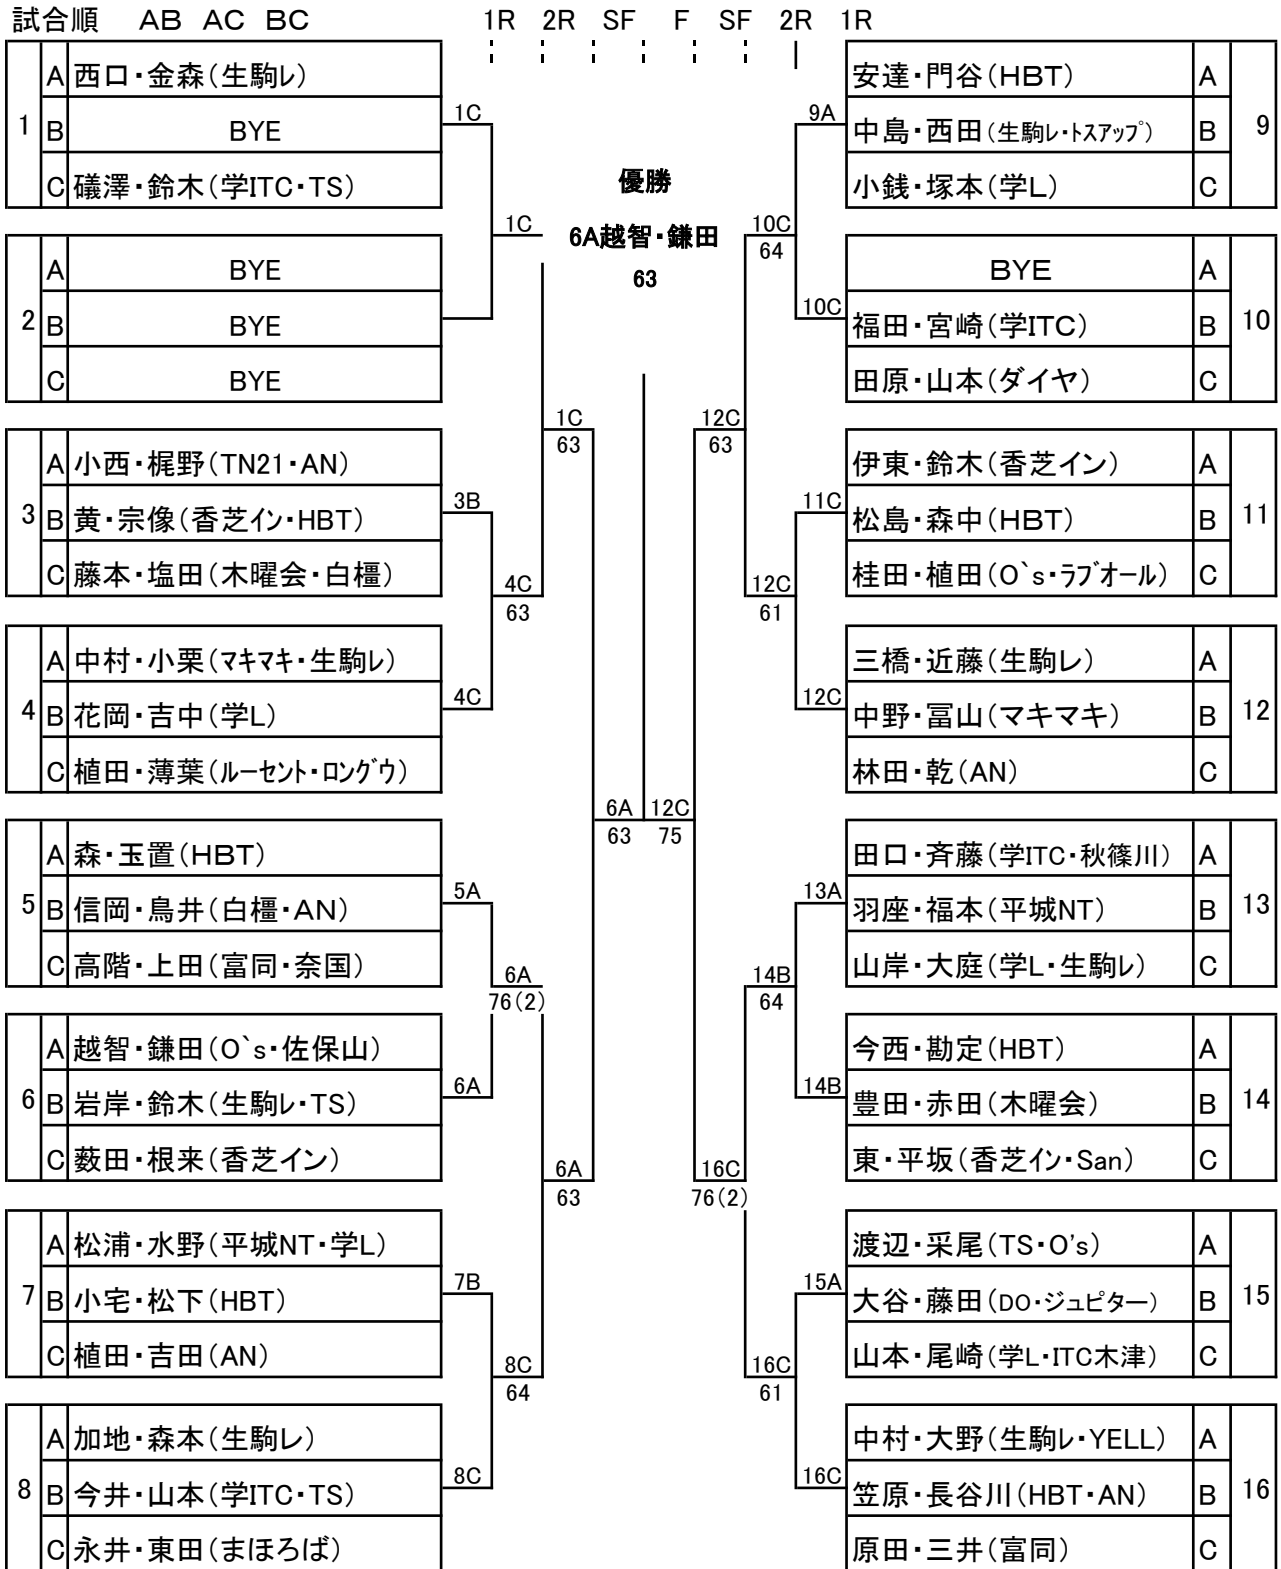 試合順 AB AC BC 1R 2R SF F SF 2R 1R
1
A 西口・金森(生駒レ)
B BYE
C 礒澤・鈴木(学ITC・TS)
1C
2
A BYE
B BYE
C BYE
1C
3
A 小西・梶野(TN21・AN)
B 黄・宗像(香芝イン・HBT)
C 藤本・塩田(木曜会・白橿)
3B
4
A 中村・小栗(マキマキ・生駒レ)
B 花岡・吉中(学L)
C 植田・薄葉(ルーセント・ロングウ)
4C
4C
63
1C
63
5
A 森・玉置(HBT)
B 信岡・鳥井(白橿・AN)
C 高階・上田(富同・奈国)
5A
6
A 越智・鎌田(O`s・佐保山)
B 岩岸・鈴木(生駒レ・TS)
C 薮田・根来(香芝イン)
6A
6A
76(2)
7
A 松浦・水野(平城NT・学L)
B 小宅・松下(HBT)
C 植田・吉田(AN)
7B
8
A 加地・森本(生駒レ)
B 今井・山本(学ITC・TS)
C 永井・東田(まほろば)
8C
8C
64
6A
63
6A
63
優勝
6A越智・鎌田
63
12C
75
安達・門谷(HBT) A
中島・西田(生駒レ・トスアップ) B
小銭・塚本(学L) C
9
9A
BYE A
福田・宮崎(学ITC) B
田原・山本(ダイヤ) C
10
10C
10C
64
伊東・鈴木(香芝イン) A
松島・森中(HBT) B
桂田・植田(O`s・ラブオール) C
11
11C
三橋・近藤(生駒レ) A
中野・冨山(マキマキ) B
林田・乾(AN) C
12
12C
12C
61
12C
63
田口・斉藤(学ITC・秋篠川) A
羽座・福本(平城NT) B
山岸・大庭(学L・生駒レ) C
13
13A
今西・勘定(HBT) A
豊田・赤田(木曜会) B
東・平坂(香芝イン・San) C
14
14B
14B
64
渡辺・采尾(TS・O's) A
大谷・藤田(DO・ジュピター) B
山本・尾崎(学L・ITC木津) C
15
15A
中村・大野(生駒レ・YELL) A
笠原・長谷川(HBT・AN) B
原田・三井(富同) C
16
16C
16C
61
16C
76(2)